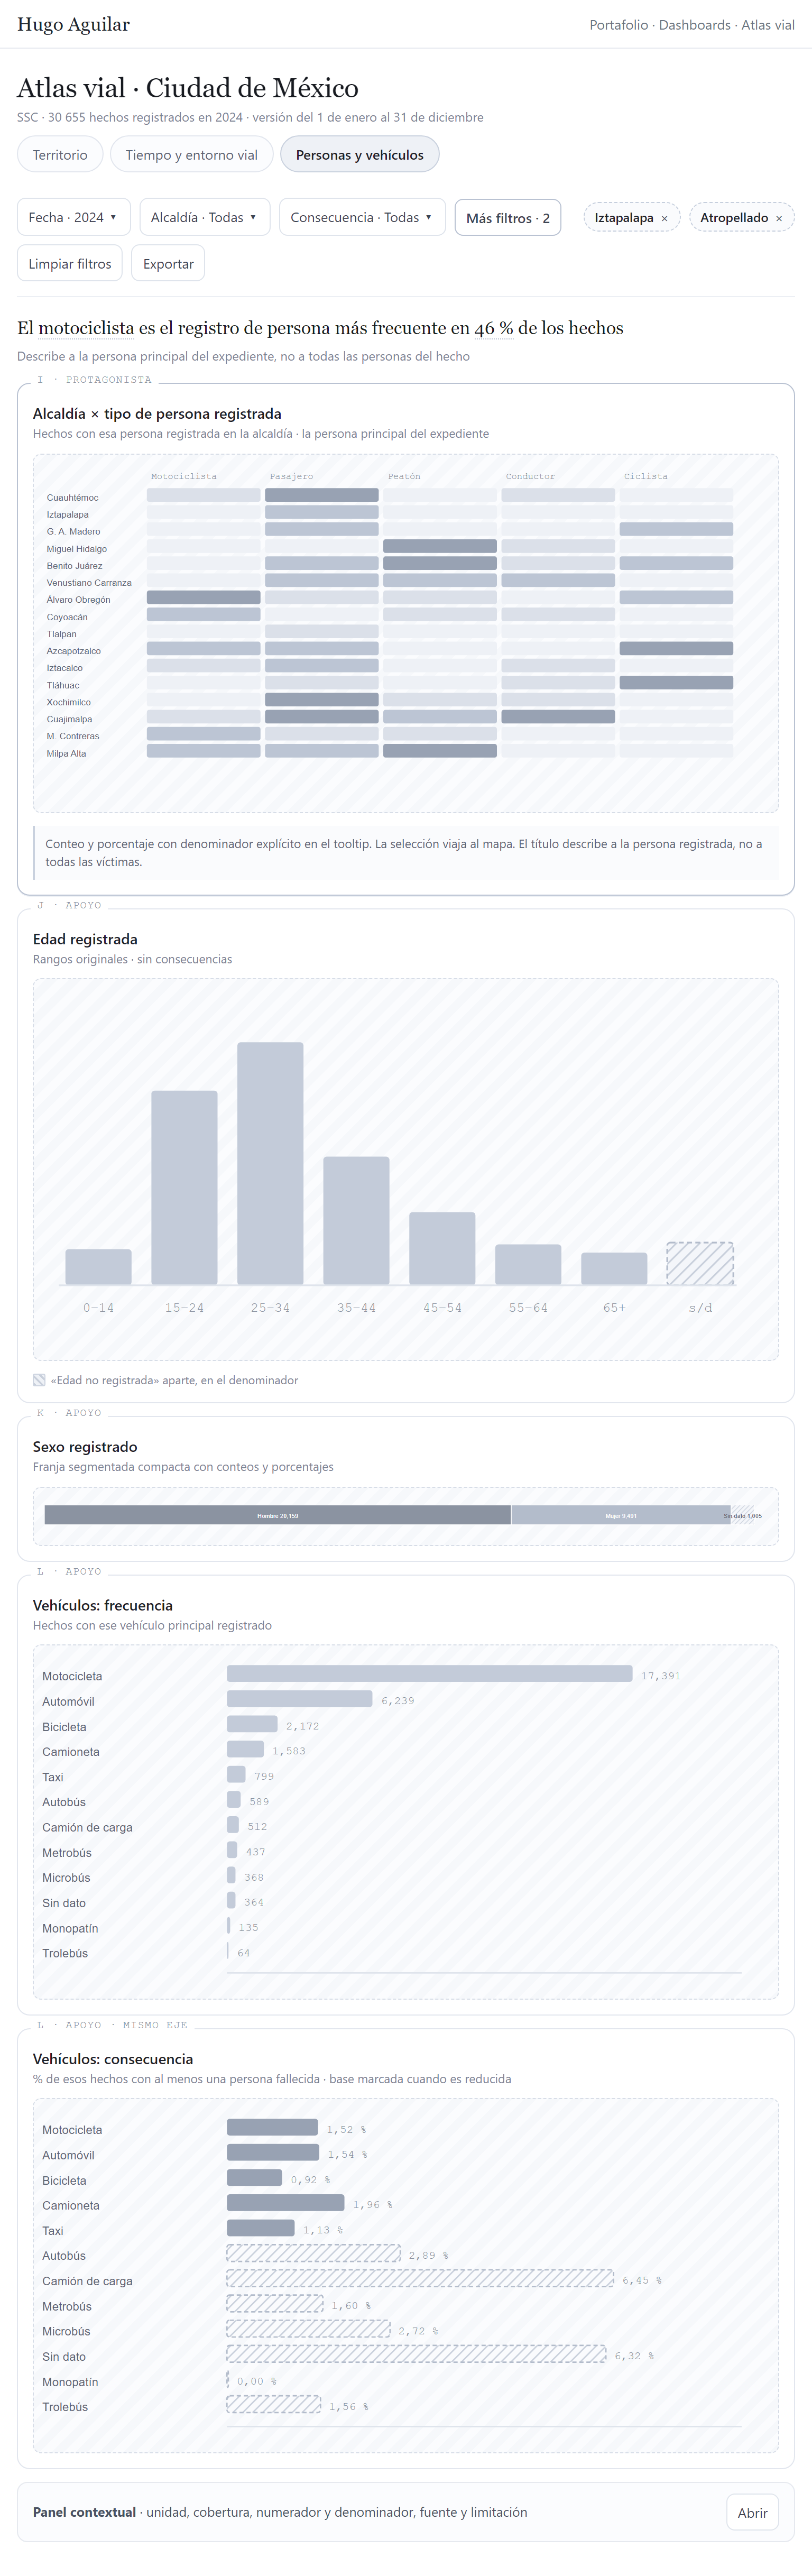 Hugo Aguilar
Portafolio · Dashboards · Atlas vial
Atlas vial · Ciudad de México
SSC · 30 655 hechos registrados en 2024 · versión del 1 de enero al 31 de diciembre
Territorio
Tiempo y entorno vial
Personas y vehículos
Fecha · 2024 ▾
Alcaldía · Todas ▾
Consecuencia · Todas ▾
Más filtros · 2
Iztapalapa ×
Atropellado ×
Limpiar filtros
Exportar
El motociclista es el registro de persona más frecuente en 46 % de los hechos
Describe a la persona principal del expediente, no a todas las personas del hecho
I · PROTAGONISTA
Alcaldía × tipo de persona registrada
Hechos con esa persona registrada en la alcaldía · la persona principal del expediente
Motociclista Pasajero Peatón Conductor Ciclista
Cuauhtémoc
Iztapalapa
G. A. Madero
Miguel Hidalgo
Benito Juárez
Venustiano Carranza
Álvaro Obregón
Coyoacán
Tlalpan
Azcapotzalco
Iztacalco
Tláhuac
Xochimilco
Cuajimalpa
M. Contreras
Milpa Alta
Conteo y porcentaje con denominador explícito en el tooltip. La selección viaja al mapa. El título describe a la persona registrada, no a
todas las víctimas.
J · APOYO
Edad registrada
Rangos originales · sin consecuencias
0–14 15–24 25–34 35–44 45–54 55–64 65+ s/d
«Edad no registrada» aparte, en el denominador
K · APOYO
Sexo registrado
Franja segmentada compacta con conteos y porcentajes
Hombre 20,159 Mujer 9,491 Sin dato 1,005
L · APOYO
Vehículos: frecuencia
Hechos con ese vehículo principal registrado
Motocicleta 17,391
Automóvil 6,239
Bicicleta 2,172
Camioneta 1,583
Taxi 799
Autobús 589
Camión de carga 512
Metrobús 437
Microbús 368
Sin dato 364
Monopatín 135
Trolebús 64
L · APOYO · MISMO EJE
Vehículos: consecuencia
% de esos hechos con al menos una persona fallecida · base marcada cuando es reducida
Motocicleta 1,52 %
Automóvil 1,54 %
Bicicleta 0,92 %
Camioneta 1,96 %
Taxi 1,13 %
Autobús 2,89 %
Camión de carga 6,45 %
Metrobús 1,60 %
Microbús 2,72 %
Sin dato 6,32 %
Monopatín 0,00 %
Trolebús 1,56 %
Panel contextual · unidad, cobertura, numerador y denominador, fuente y limitación
Abrir